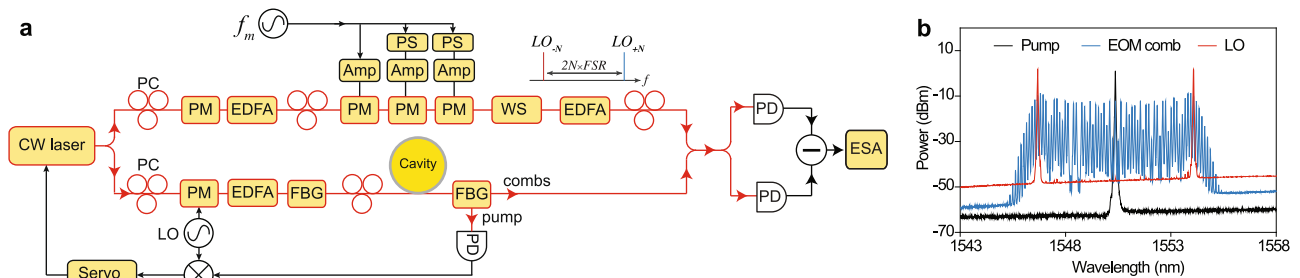 a
f_m
PS PS
Amp Amp Amp
LO_-N LO_+N
2N×FSR
f
PC
PM EDFA PM PM PM WS EDFA
PD
CW laser
Cavity
ESA
PC
PM EDFA FBG FBG combs
PD
pump
LO
PD
Servo
b
Pump EOM comb LO
Power (dBm)
10
-10
-30
-50
-70
1543 1548 1553 1558
Wavelength (nm)